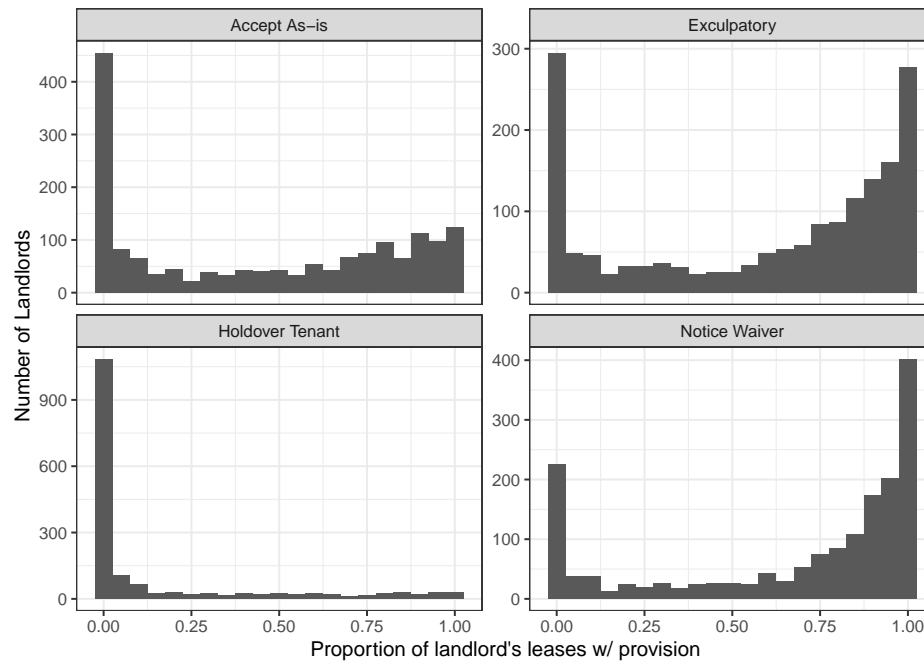 Accept As−is
Exculpatory
400
300
200
100
0
300
200
100
0
Number of Landlords
Holdover Tenant
Notice Waiver
900
600
300
0
400
300
200
100
0
0.00 0.25 0.50 0.75 1.00
0.00 0.25 0.50 0.75 1.00
Proportion of landlord's leases w/ provision